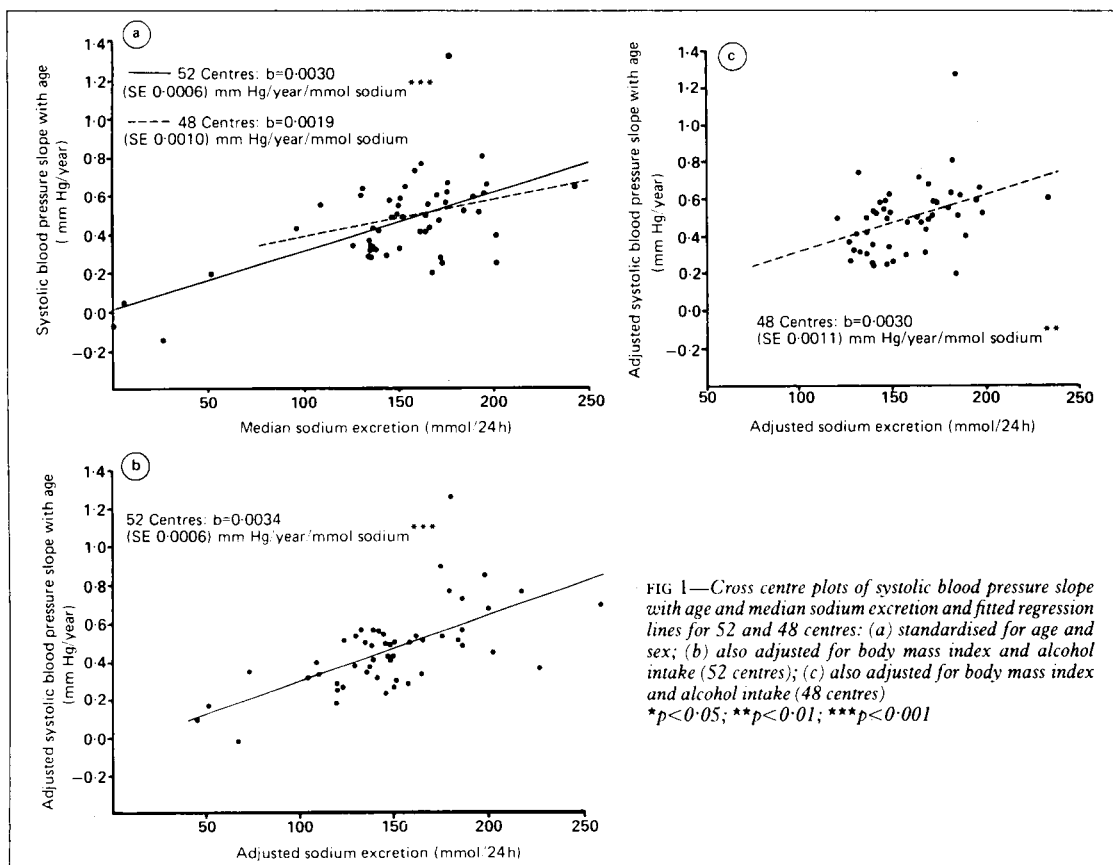 a
Systolic blood pressure slope with age
(mm Hg/year)
1·4
1·2
1·0
0·8
0·6
0·4
0·2
0·0
−0·2
52 Centres: b=0·0030
(SE 0·0006) mm Hg/year/mmol sodium ***
48 Centres: b=0·0019
(SE 0·0010) mm Hg/year/mmol sodium
50 100 150 200 250
Median sodium excretion (mmol/24h)
c
Adjusted systolic blood pressure slope with age
(mm Hg/year)
1·4
1·2
1·0
0·8
0·6
0·4
0·2
0·0
−0·2
48 Centres: b=0·0030
(SE 0·0011) mm Hg/year/mmol sodium **
50 100 150 200 250
Adjusted sodium excretion (mmol/24h)
b
Adjusted systolic blood pressure slope with age
(mm Hg/year)
1·4
1·2
1·0
0·8
0·6
0·4
0·2
0·0
−0·2
52 Centres: b=0·0034
(SE 0·0006) mm Hg/year/mmol sodium ***
50 100 150 200 250
Adjusted sodium excretion (mmol/24h)
FIG 1—Cross centre plots of systolic blood pressure slope
with age and median sodium excretion and fitted regression
lines for 52 and 48 centres: (a) standardised for age and
sex; (b) also adjusted for body mass index and alcohol
intake (52 centres); (c) also adjusted for body mass index
and alcohol intake (48 centres)
*p<0·05; **p<0·01; ***p<0·001